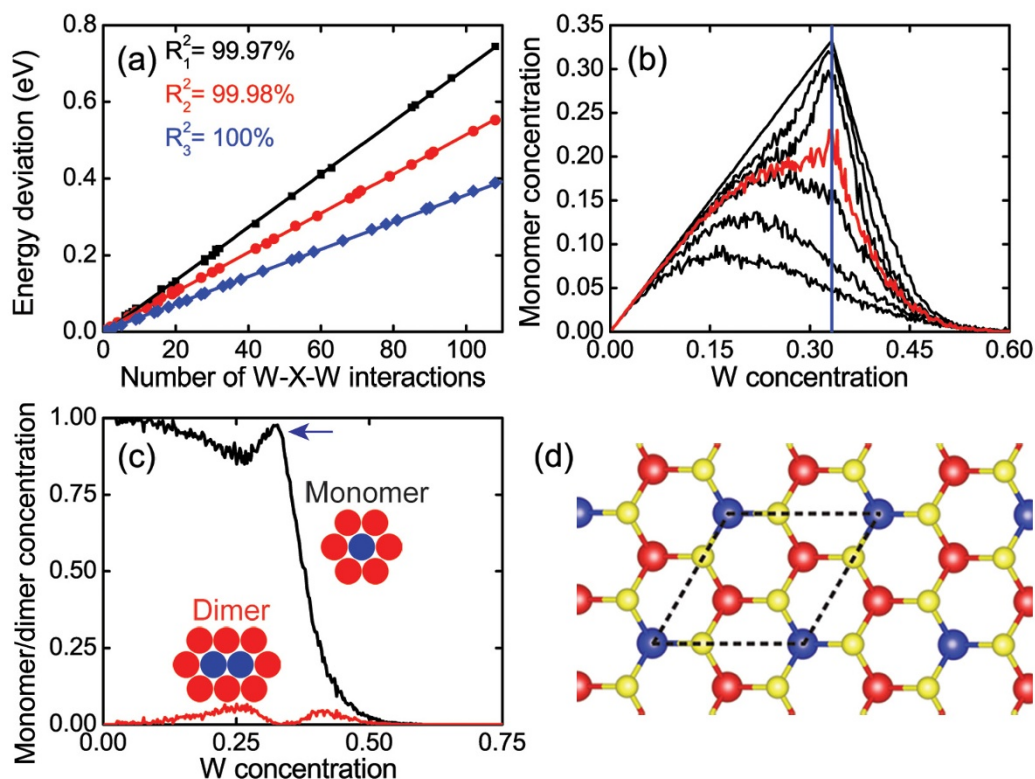 (a)
R₁²= 99.97%
R₂²= 99.98%
R₃²= 100%
Energy deviation (eV)
0.8
0.6
0.4
0.2
0.0
0 20 40 60 80 100
Number of W-X-W interactions
(b)
Monomer concentration
0.35
0.30
0.25
0.20
0.15
0.10
0.05
0.00
0.00 0.15 0.30 0.45 0.60
W concentration
(c)
Monomer/dimer concentration
1.00
0.75
0.50
0.25
0.00
Monomer
Dimer
0.00 0.25 0.50 0.75
W concentration
(d)